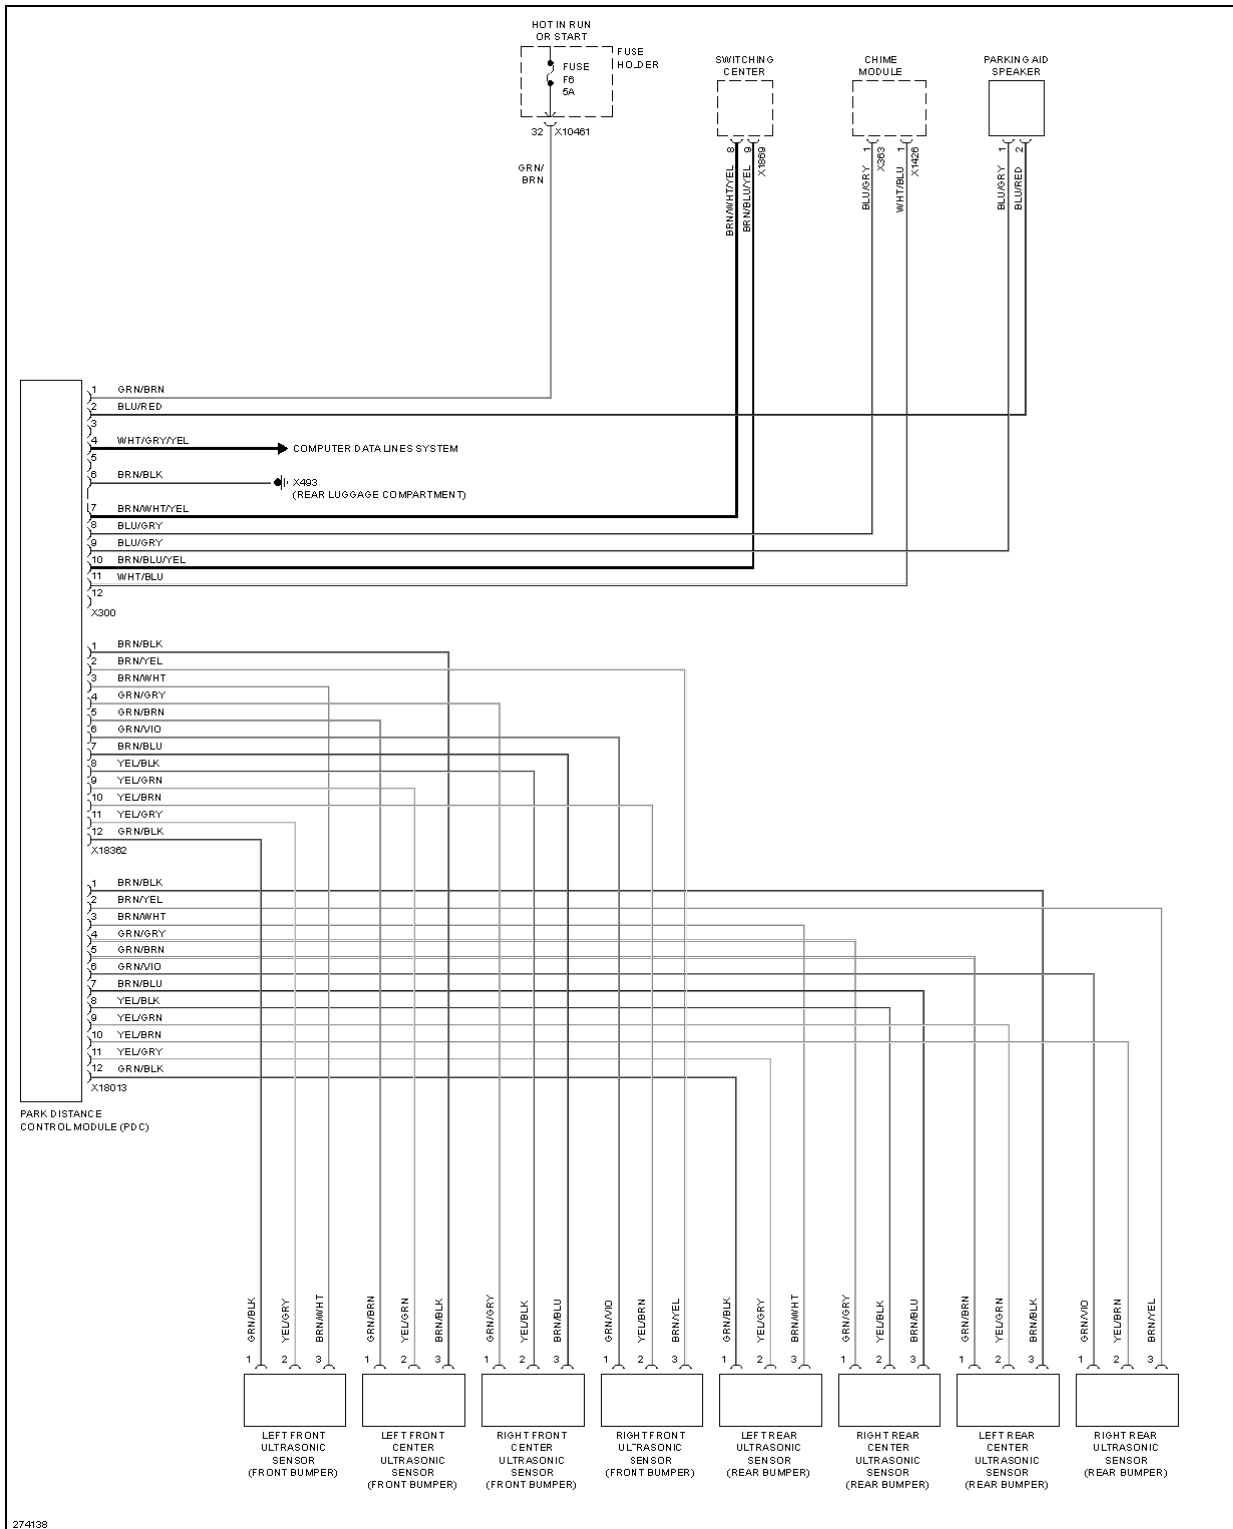 HOT IN RUN
OR START
FUSE
HOLDER
FUSE
F6
5A
32 X10461
GRN/
BRN
SWITCHING
CENTER
8 9 X1869
BRN/WHT/YEL
BRN/BLU/YEL
CHIME
MODULE
1 X363 1 X1426
BLU/GRY
WHT/BLU
PARKING AID
SPEAKER
1 2
BLU/GRY
BLU/RED
1 GRN/BRN
2 BLU/RED
3
4 WHT/GRY/YEL
COMPUTER DATA LINES SYSTEM
5
6 BRN/BLK
X493
(REAR LUGGAGE COMPARTMENT)
7 BRN/WHT/YEL
8 BLU/GRY
9 BLU/GRY
10 BRN/BLU/YEL
11 WHT/BLU
12
X300
1 BRN/BLK
2 BRN/YEL
3 BRN/WHT
4 GRN/GRY
5 GRN/BRN
6 GRN/VIO
7 BRN/BLU
8 YEL/BLK
9 YEL/GRN
10 YEL/BRN
11 YEL/GRY
12 GRN/BLK
X18362
1 BRN/BLK
2 BRN/YEL
3 BRN/WHT
4 GRN/GRY
5 GRN/BRN
6 GRN/VIO
7 BRN/BLU
8 YEL/BLK
9 YEL/GRN
10 YEL/BRN
11 YEL/GRY
12 GRN/BLK
X18013
PARK DISTANCE
CONTROL MODULE (PDC)
GRN/BLK
YEL/GRY
BRN/WHT
1 2 3
LEFT FRONT
ULTRASONIC
SENSOR
(FRONT BUMPER)
GRN/BRN
YEL/GRN
BRN/BLK
1 2 3
LEFT FRONT
CENTER
ULTRASONIC
SENSOR
(FRONT BUMPER)
GRN/GRY
YEL/BLK
BRN/BLU
1 2 3
RIGHT FRONT
CENTER
ULTRASONIC
SENSOR
(FRONT BUMPER)
GRN/VIO
YEL/BRN
BRN/YEL
1 2 3
RIGHT FRONT
ULTRASONIC
SENSOR
(FRONT BUMPER)
GRN/BLK
YEL/GRY
BRN/WHT
1 2 3
LEFT REAR
ULTRASONIC
SENSOR
(REAR BUMPER)
GRN/GRY
YEL/BLK
BRN/BLU
1 2 3
RIGHT REAR
CENTER
ULTRASONIC
SENSOR
(REAR BUMPER)
GRN/BRN
YEL/GRN
BRN/BLK
1 2 3
LEFT REAR
CENTER
ULTRASONIC
SENSOR
(REAR BUMPER)
GRN/VIO
YEL/BRN
BRN/YEL
1 2 3
RIGHT REAR
ULTRASONIC
SENSOR
(REAR BUMPER)
274138